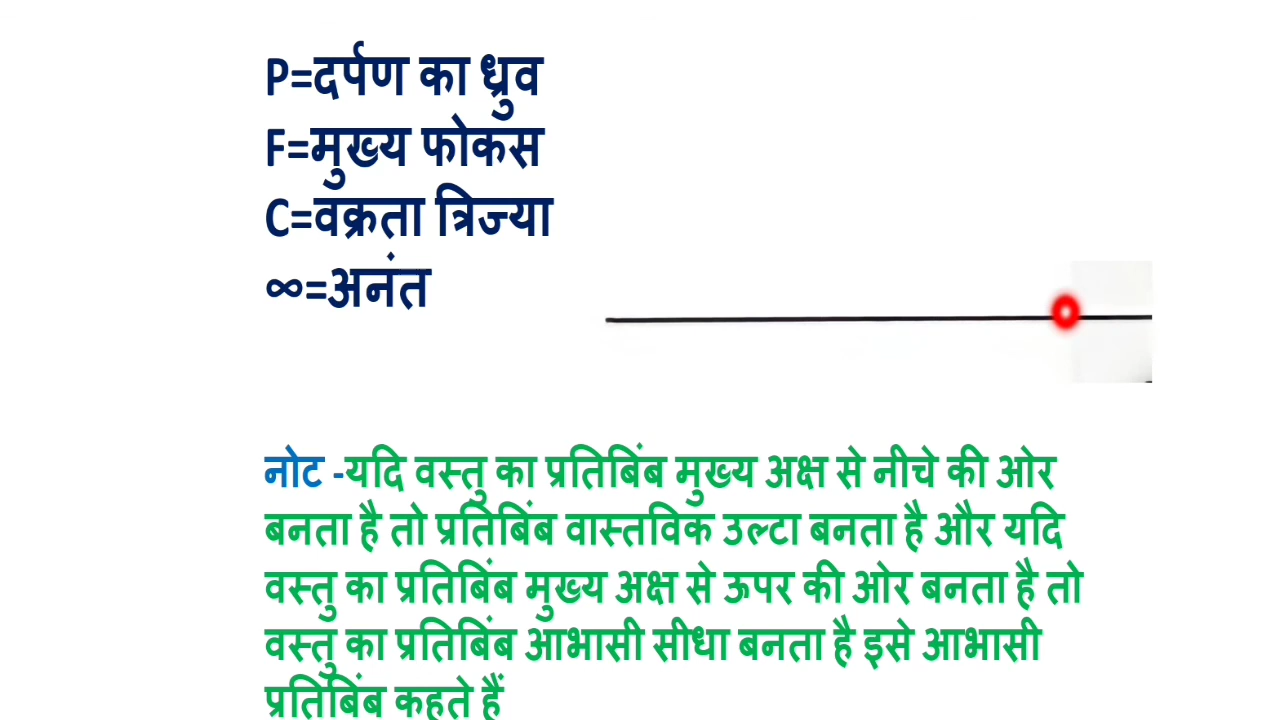 P=दर्पण का ध्रुव
F=मुख्य फोकस
C=वक्रता त्रिज्या
∞=अनंत
नोट -यदि वस्तु का प्रतिबिंब मुख्य अक्ष से नीचे की ओर
बनता है तो प्रतिबिंब वास्तविक उल्टा बनता है और यदि
वस्तु का प्रतिबिंब मुख्य अक्ष से ऊपर की ओर बनता है तो
वस्तु का प्रतिबिंब आभासी सीधा बनता है इसे आभासी
प्रतिबिंब कहते हैं